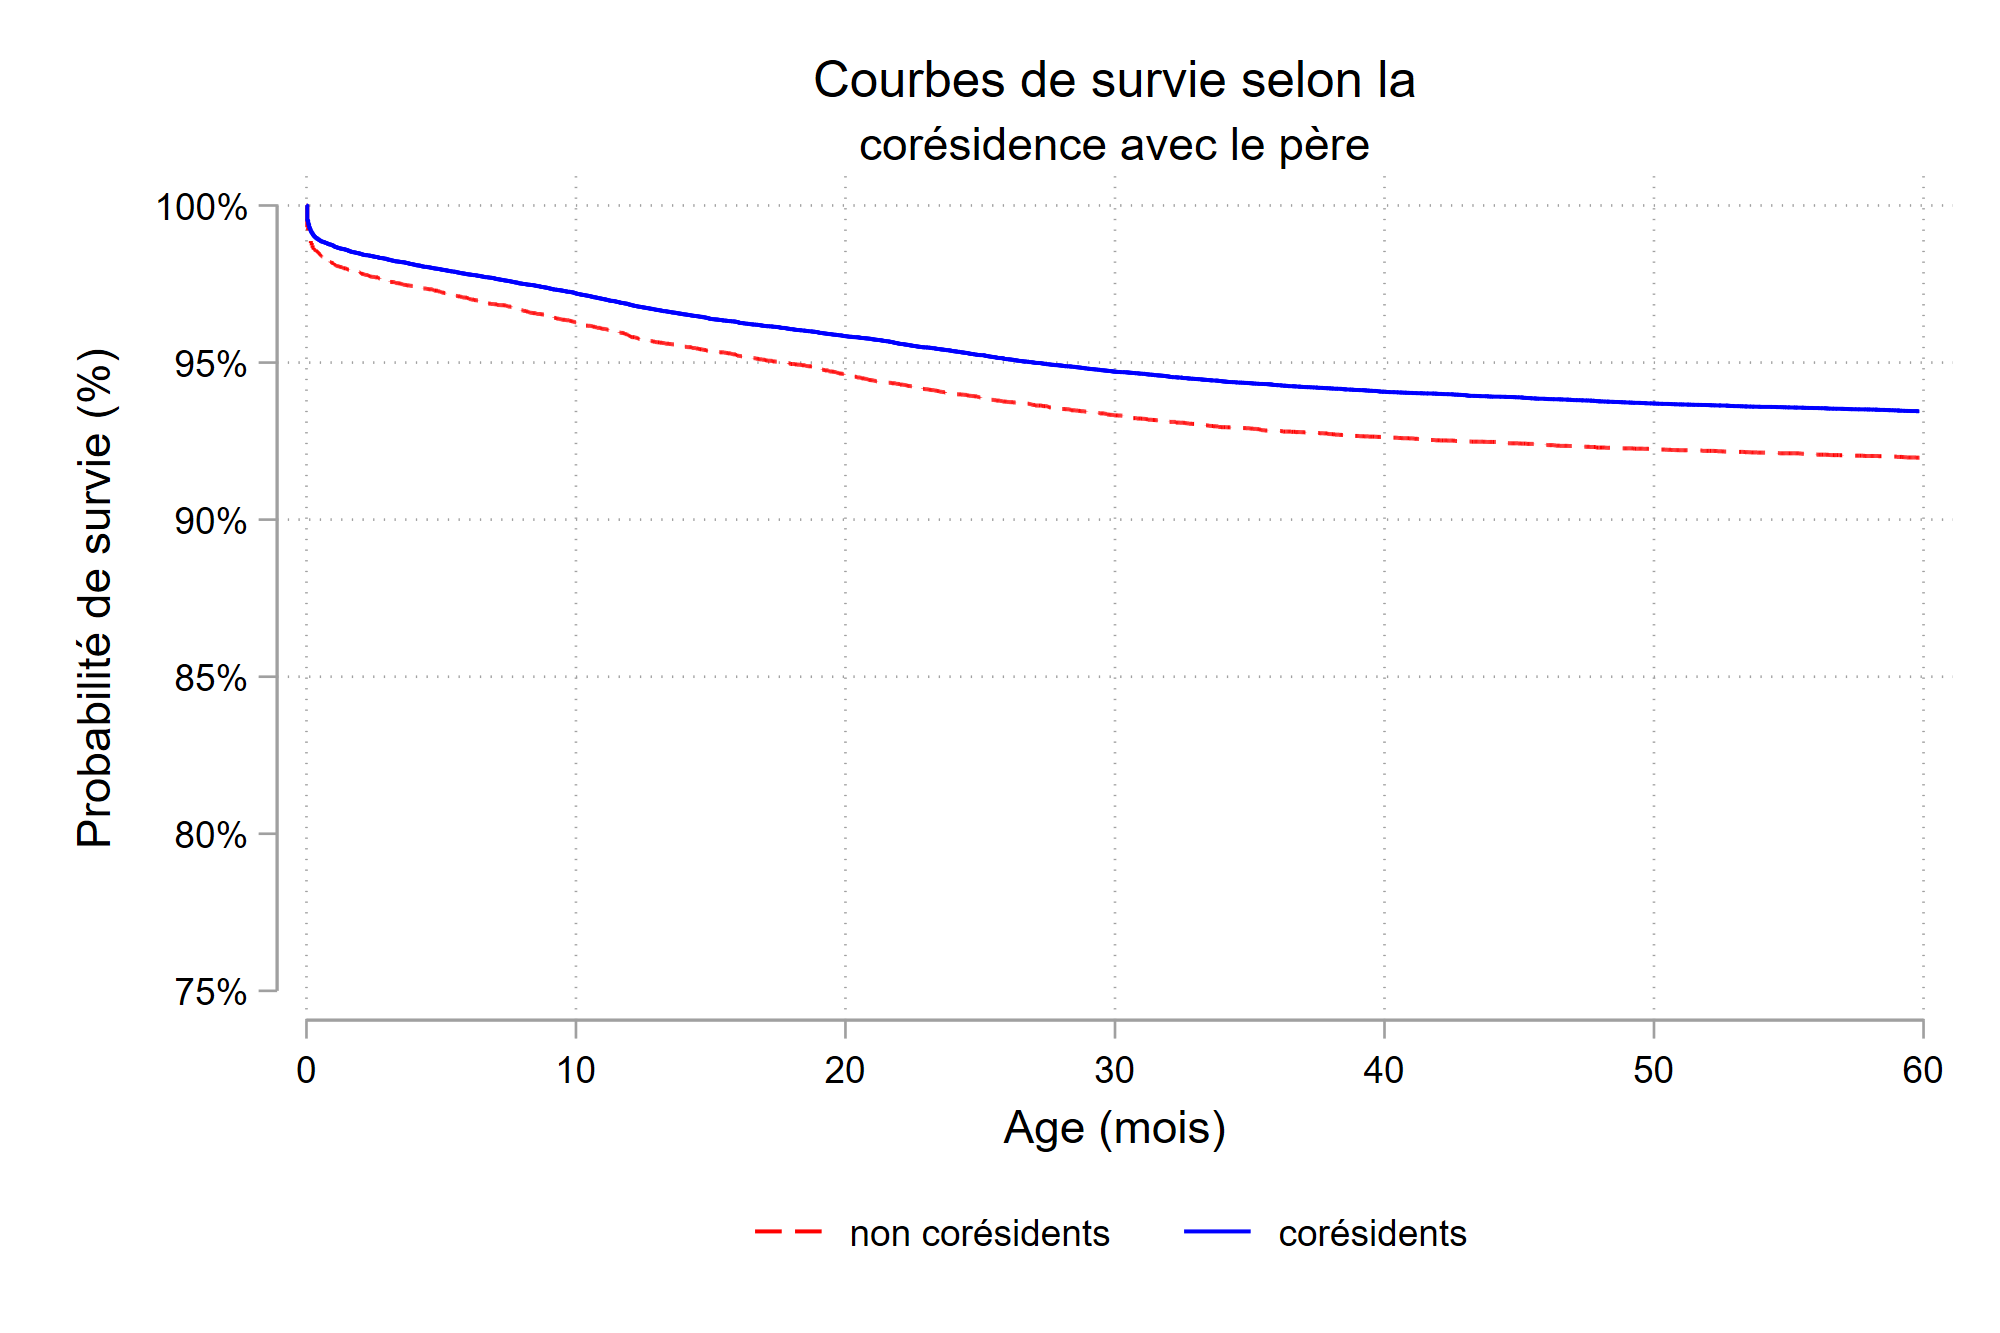 Courbes de survie selon la
corésidence avec le père
Probabilité de survie (%)
100%
95%
90%
85%
80%
75%
0 10 20 30 40 50 60
Age (mois)
non corésidents corésidents